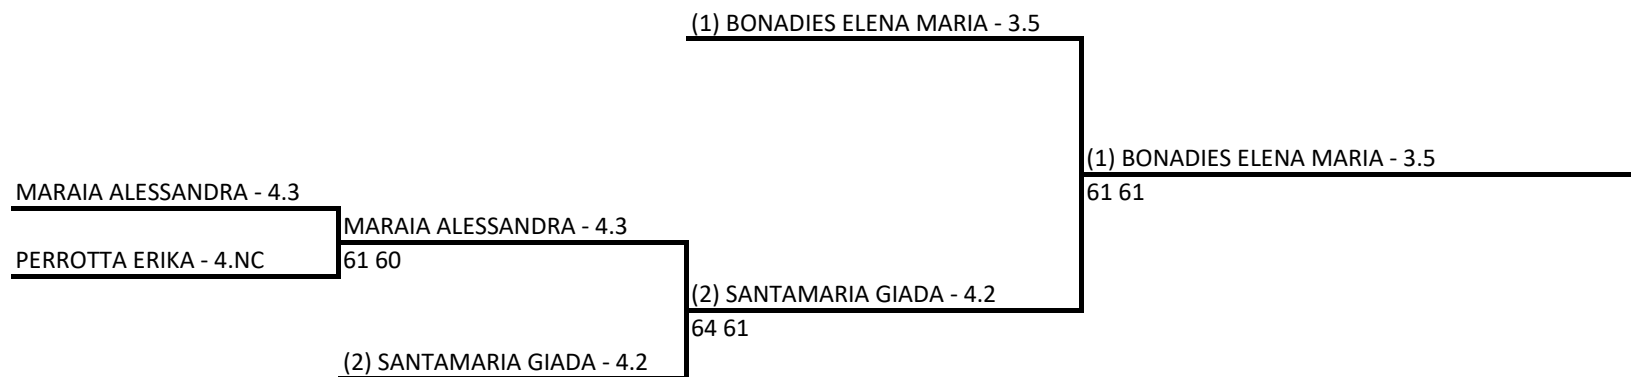 (1) BONADIES ELENA MARIA - 3.5
(1) BONADIES ELENA MARIA - 3.5
61 61
MARAIA ALESSANDRA - 4.3
MARAIA ALESSANDRA - 4.3
PERROTTA ERIKA - 4.NC
61 60
(2) SANTAMARIA GIADA - 4.2
64 61
(2) SANTAMARIA GIADA - 4.2